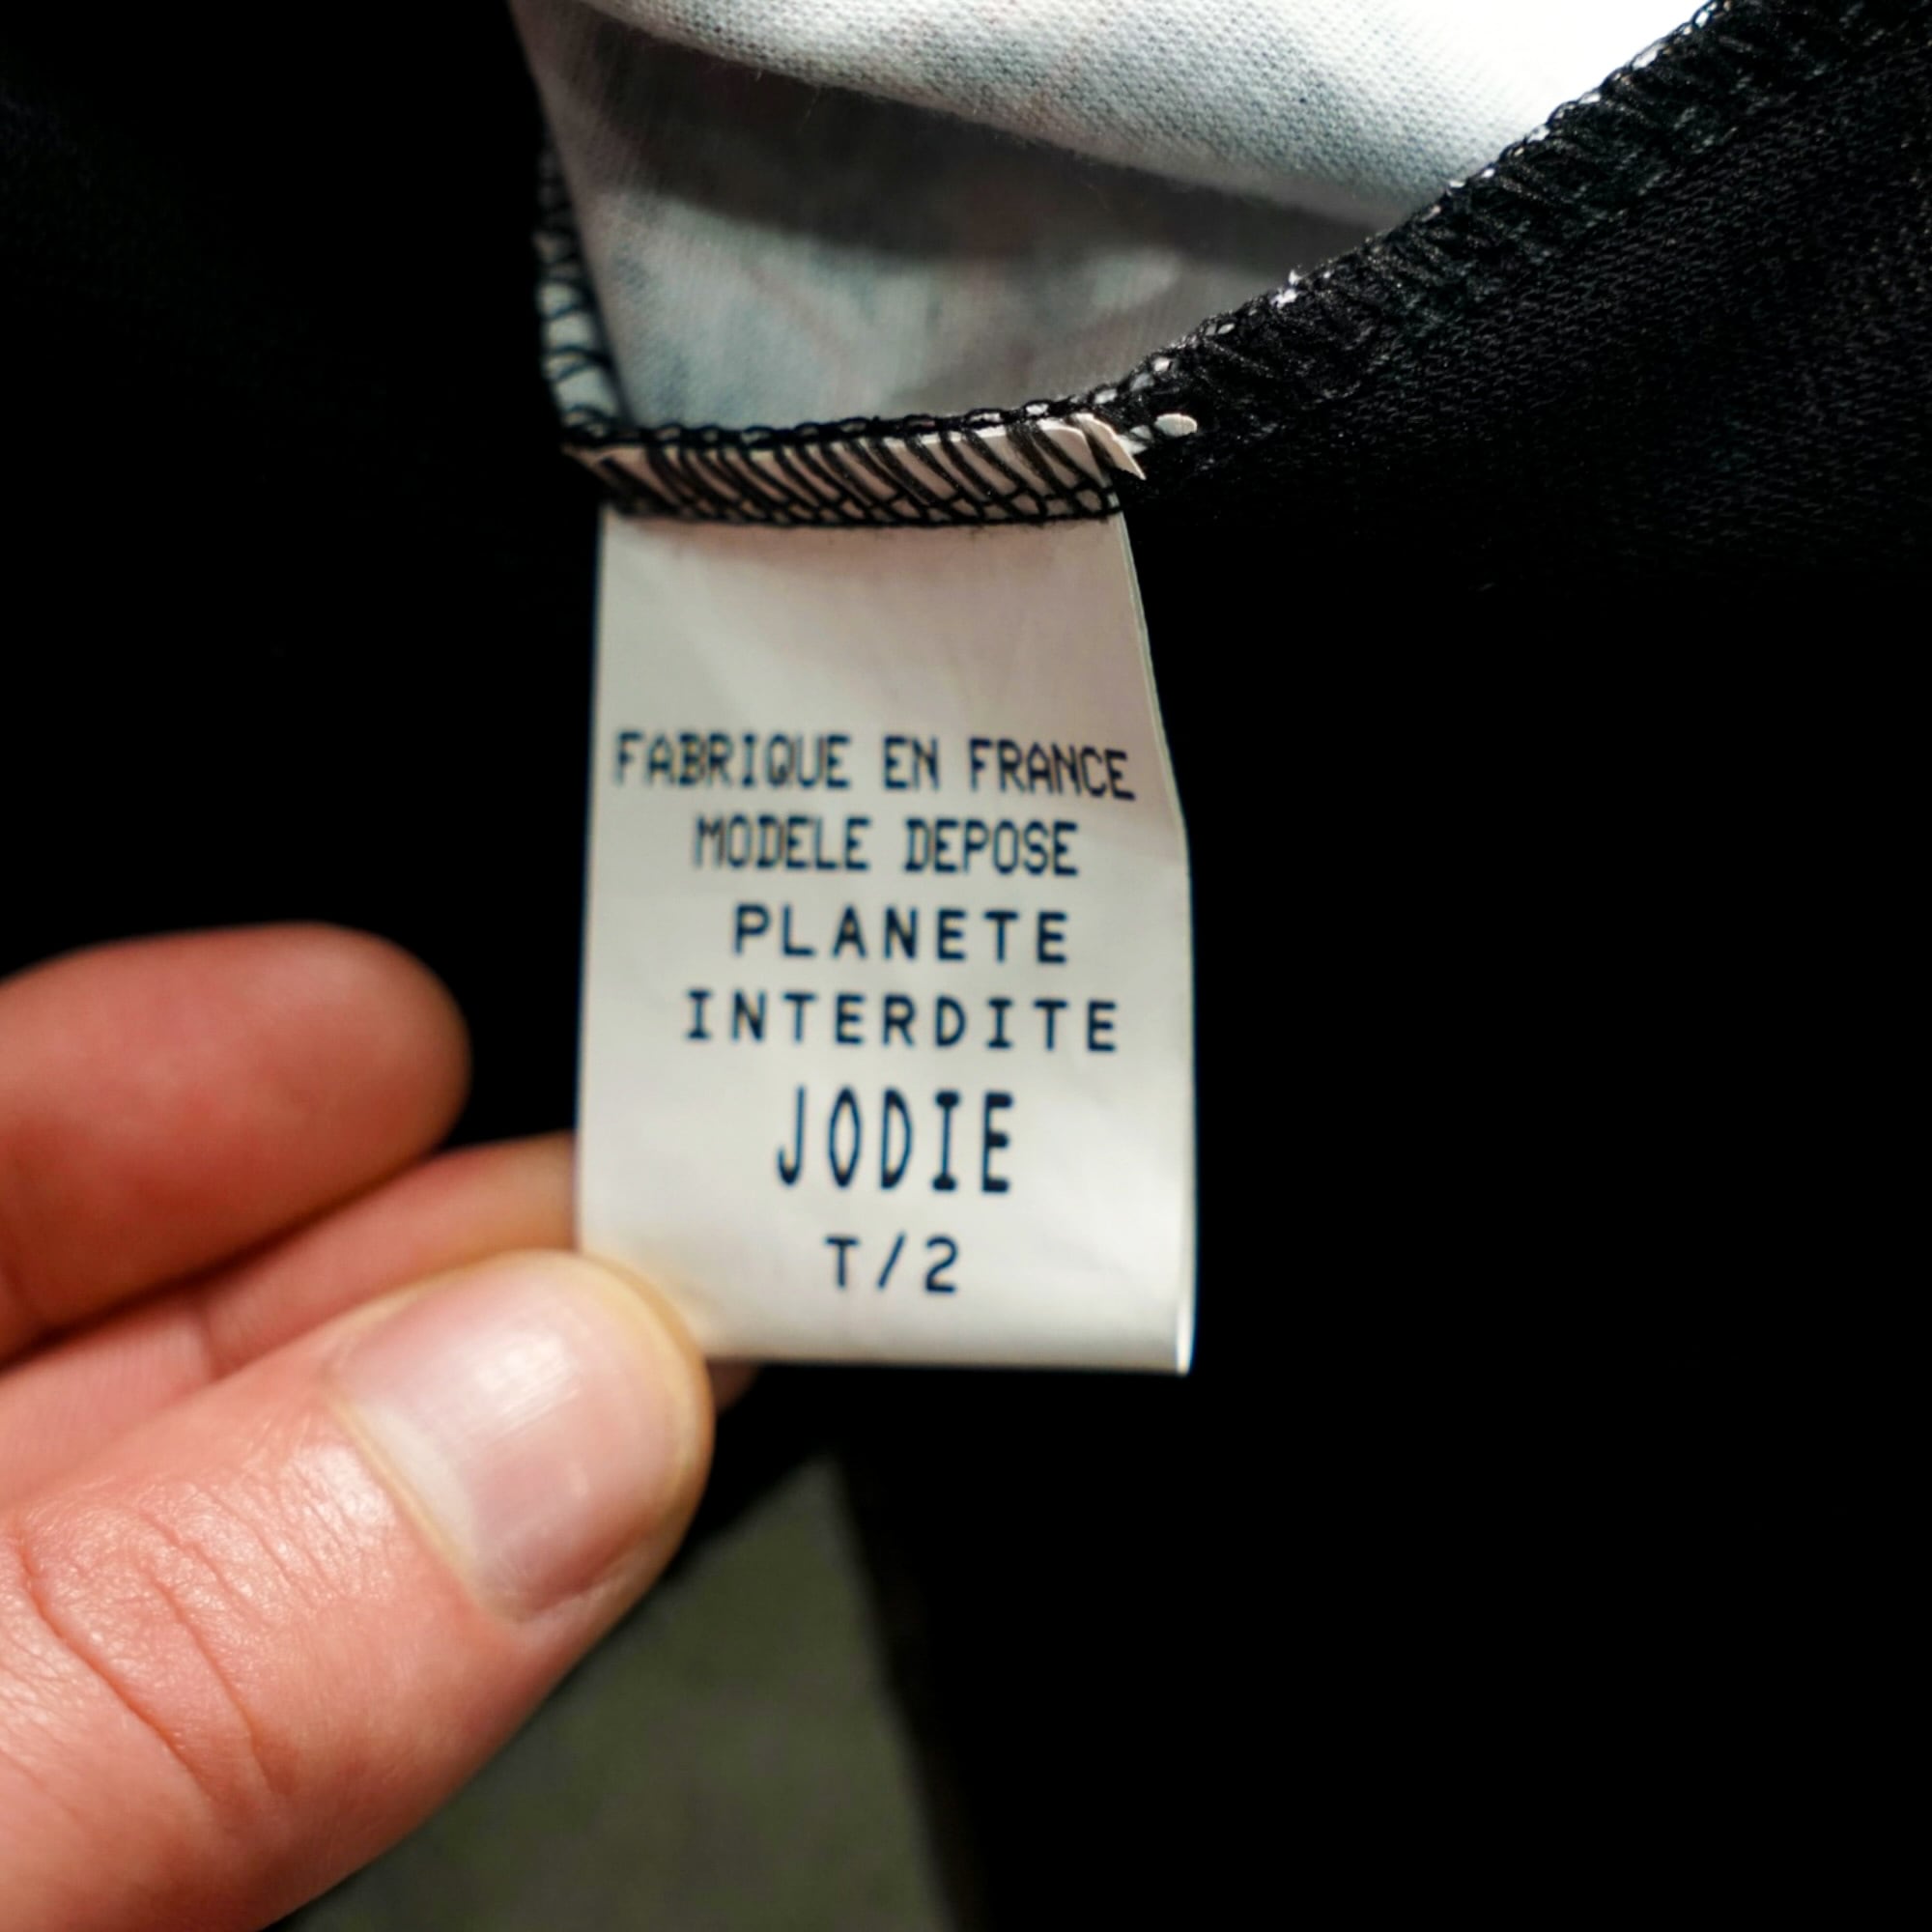 FABRIQUE EN FRANCE
MODELE DEPOSE
PLANETE
INTERDITE
JODIE
T/2